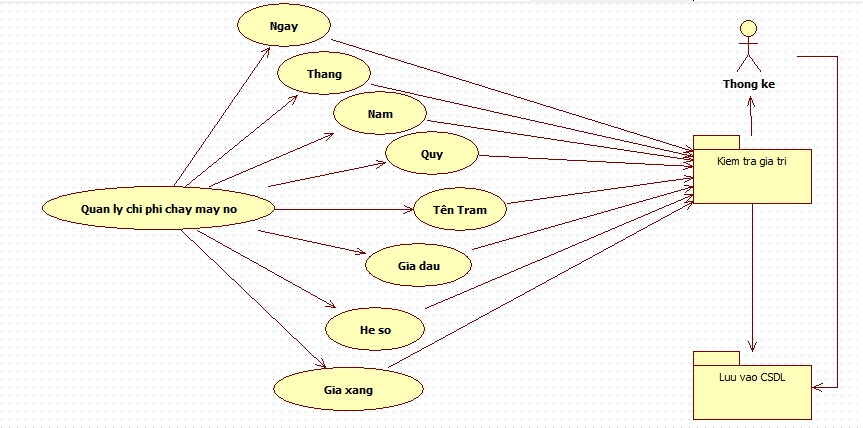 Ngay
Thang
Thong ke
Nam
Quy
Kiem tra gia tri
Quan ly chi phi chay may no
Tên Tram
Gia dau
He so
Luu vao CSDL
Gia xang